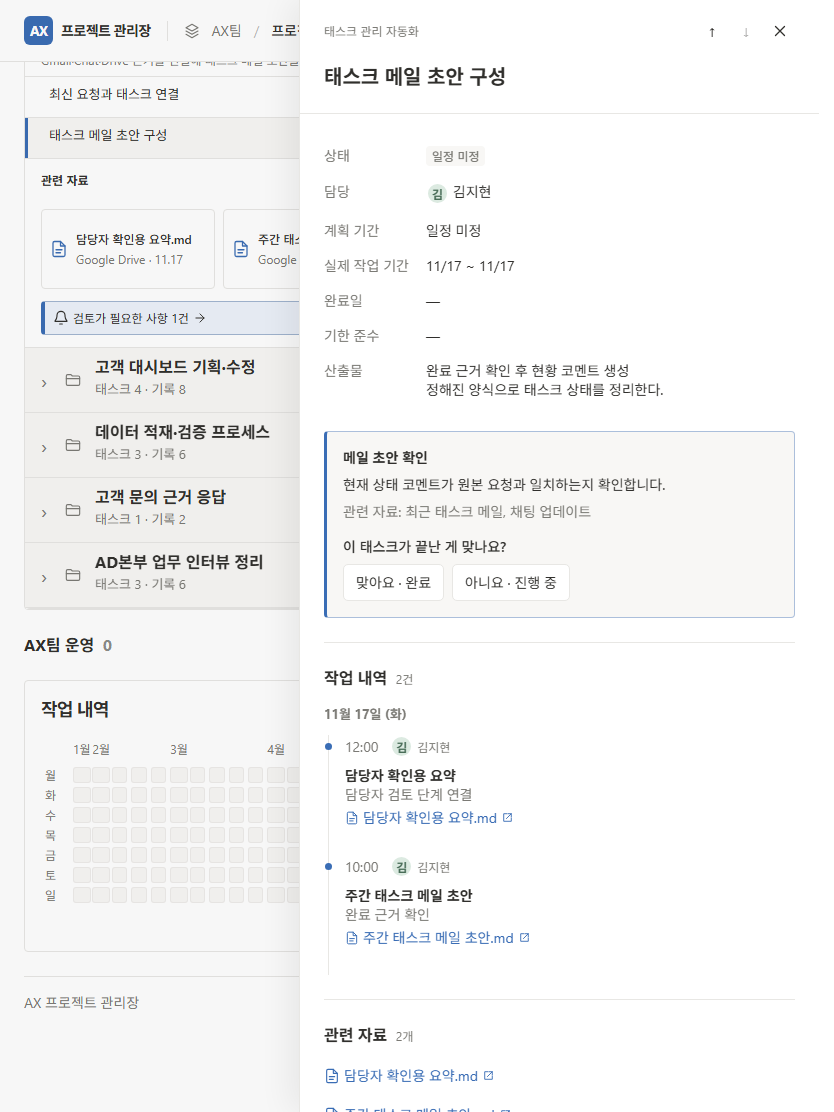 AX 프로젝트 관리장 AX팀 / 프로
최신 요청과 태스크 연결
태스크 메일 초안 구성
관련 자료
담당자 확인용 요약.md
Google Drive · 11.17
주간 태스
Google
검토가 필요한 사항 1건 →
고객 대시보드 기획·수정
태스크 4 · 기록 8
데이터 적재·검증 프로세스
태스크 3 · 기록 6
고객 문의 근거 응답
태스크 1 · 기록 2
AD본부 업무 인터뷰 정리
태스크 3 · 기록 6
AX팀 운영 0
작업 내역
1월 2월 3월 4월
월
화
수
목
금
토
일
AX 프로젝트 관리장
태스크 관리 자동화 ↑ ↓ ×
태스크 메일 초안 구성
상태 일정 미정
담당 김 김지현
계획 기간 일정 미정
실제 작업 기간 11/17 ~ 11/17
완료일 —
기한 준수 —
산출물 완료 근거 확인 후 현황 코멘트 생성
정해진 양식으로 태스크 상태를 정리한다.
메일 초안 확인
현재 상태 코멘트가 원본 요청과 일치하는지 확인합니다.
관련 자료: 최근 태스크 메일, 채팅 업데이트
이 태스크가 끝난 게 맞나요?
맞아요 · 완료 아니요 · 진행 중
작업 내역 2건
11월 17일 (화)
12:00 김 김지현
담당자 확인용 요약
담당자 검토 단계 연결
담당자 확인용 요약.md
10:00 김 김지현
주간 태스크 메일 초안
완료 근거 확인
주간 태스크 메일 초안.md
관련 자료 2개
담당자 확인용 요약.md